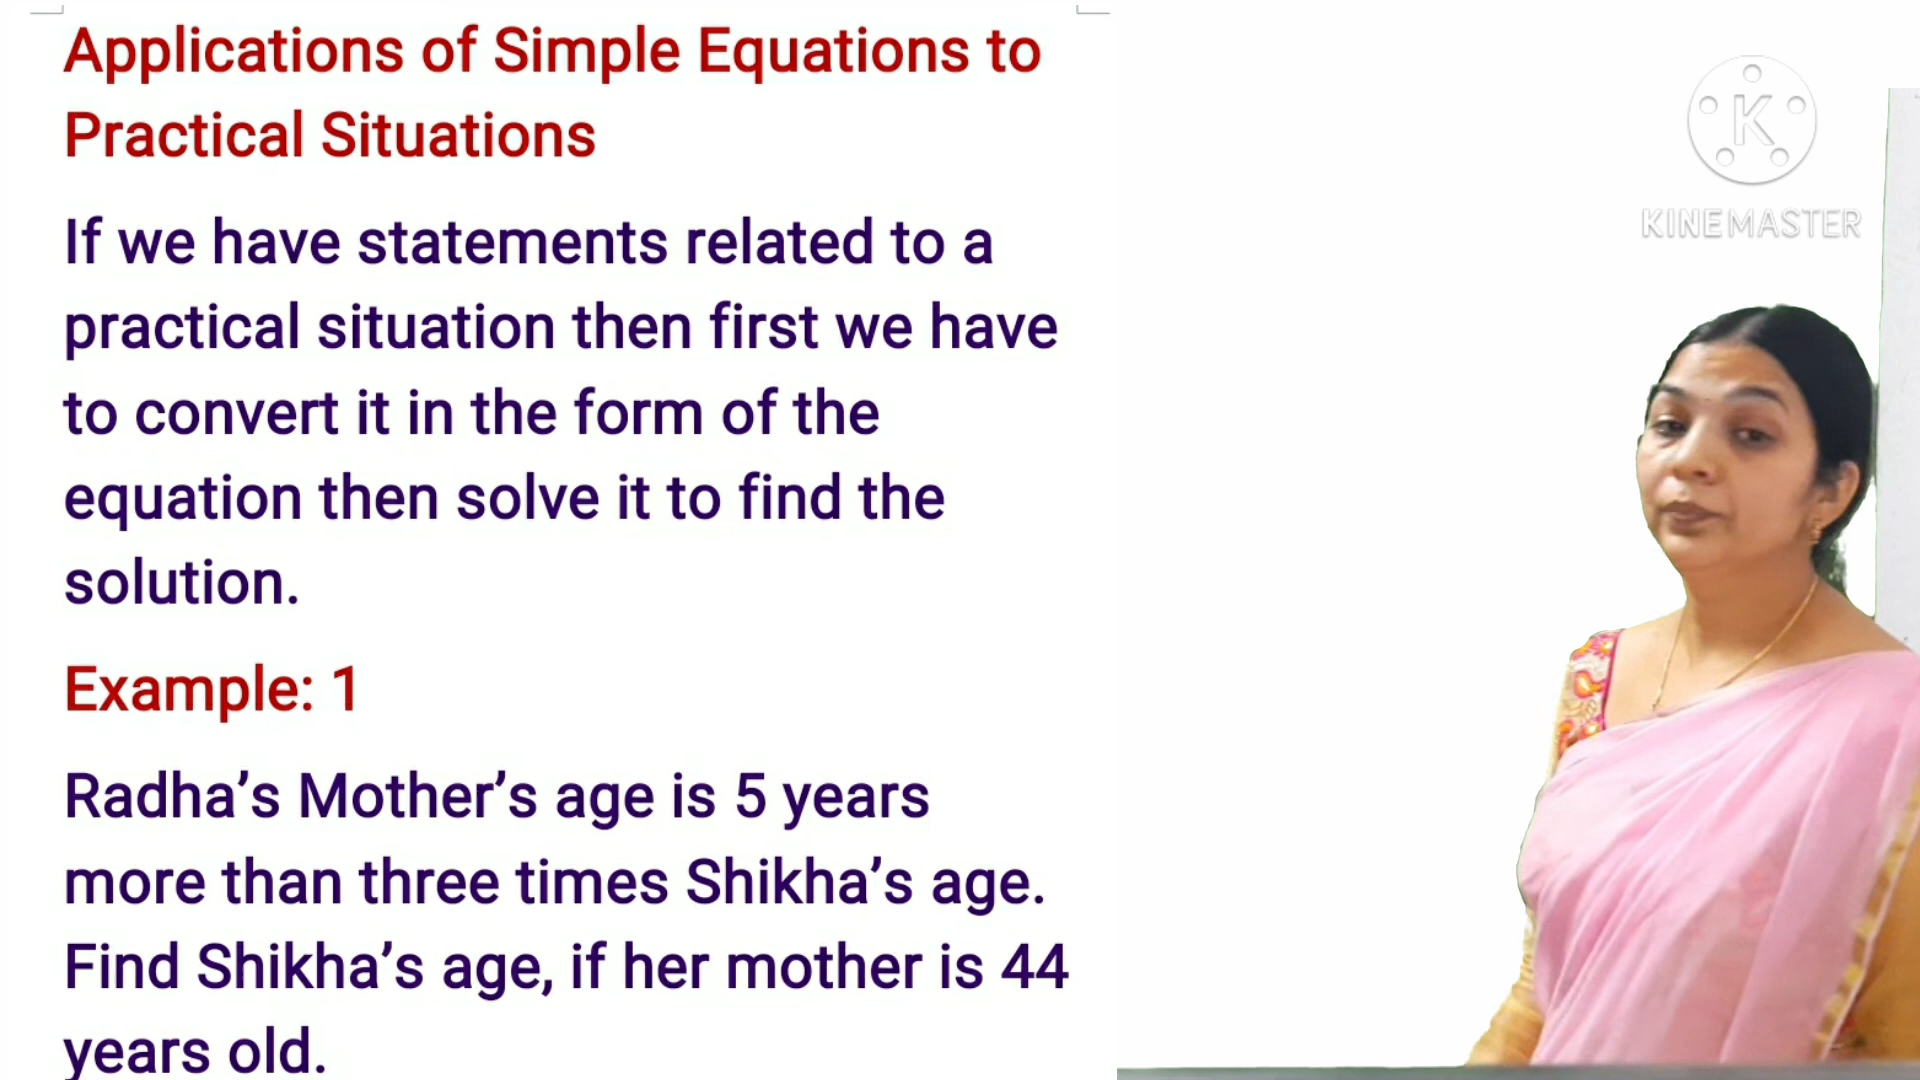 Applications of Simple Equations to
Practical Situations
If we have statements related to a
practical situation then first we have
to convert it in the form of the
equation then solve it to find the
solution.
Example: 1
Radha’s Mother’s age is 5 years
more than three times Shikha’s age.
Find Shikha’s age, if her mother is 44
years old.
K
KINEMASTER